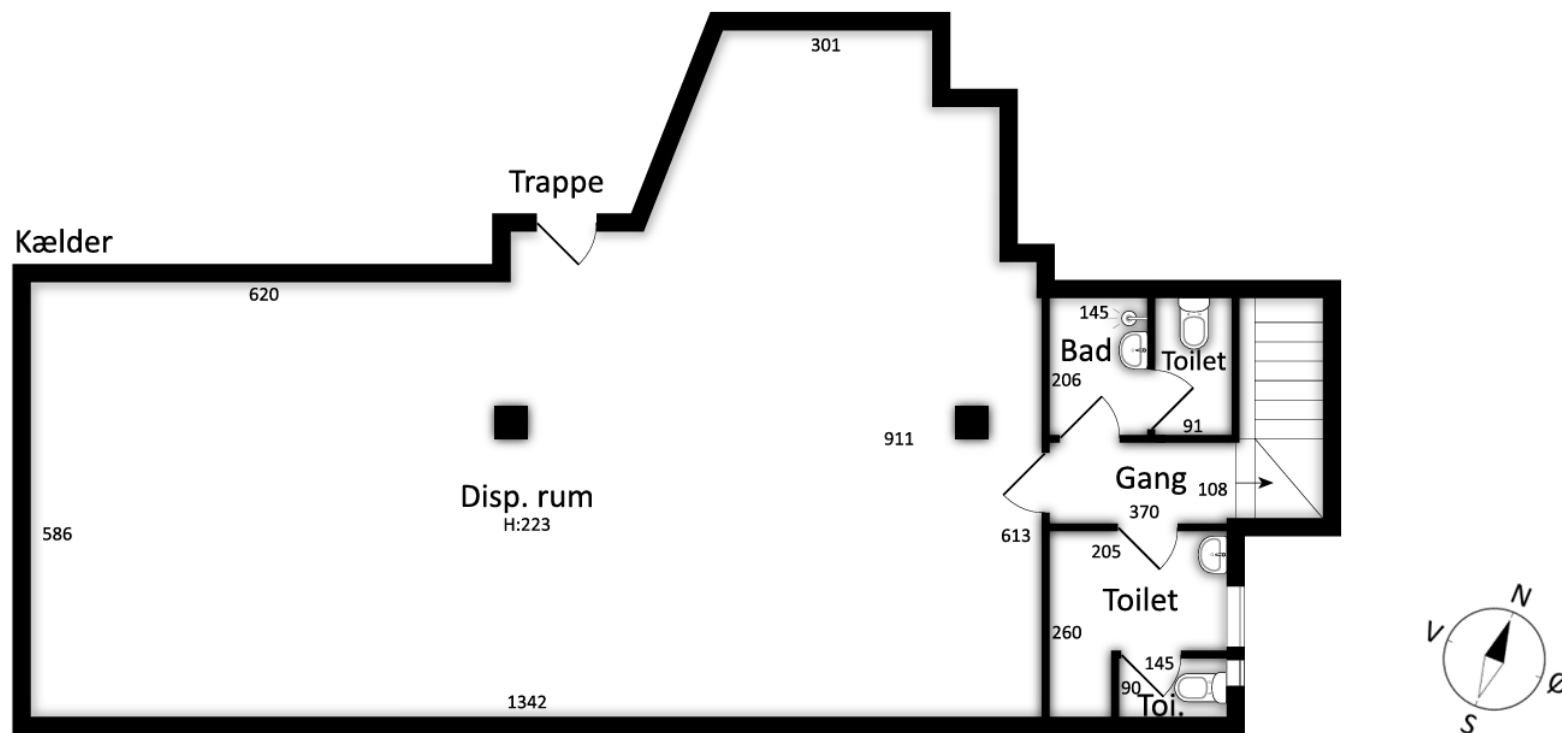 301
Trappe
Kælder
620
145
Bad
Toilet
206
91
911
Gang
108
Disp. rum
H:223
370
586
613
205
Toilet
260
145
90
Toi.
1342
N
V
Ø
S